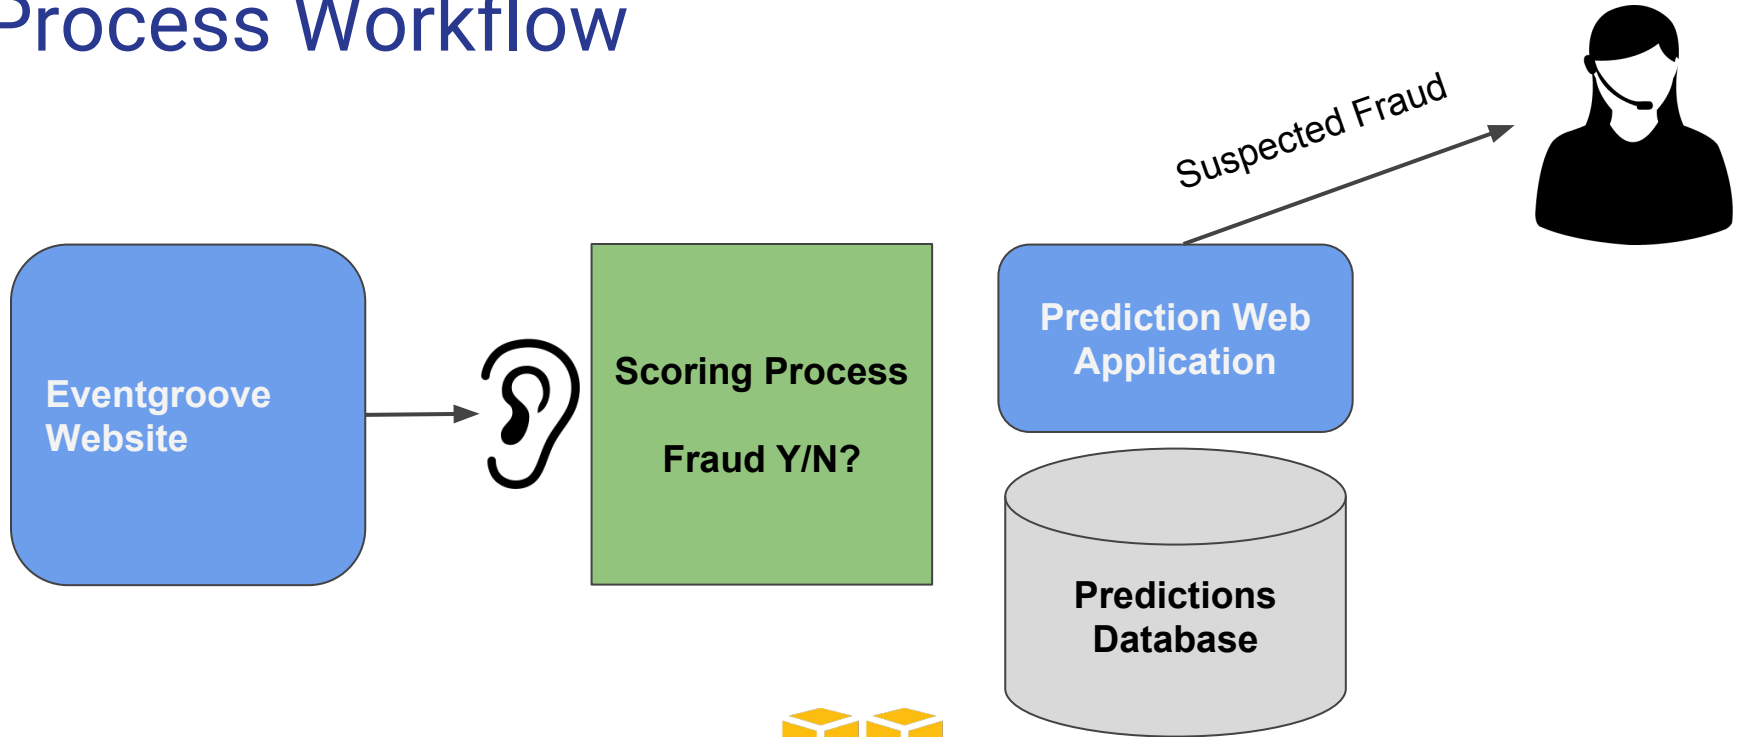 Process Workflow
Suspected Fraud
Eventgroove
Website
Scoring Process
Fraud Y/N?
Prediction Web
Application
Predictions
Database